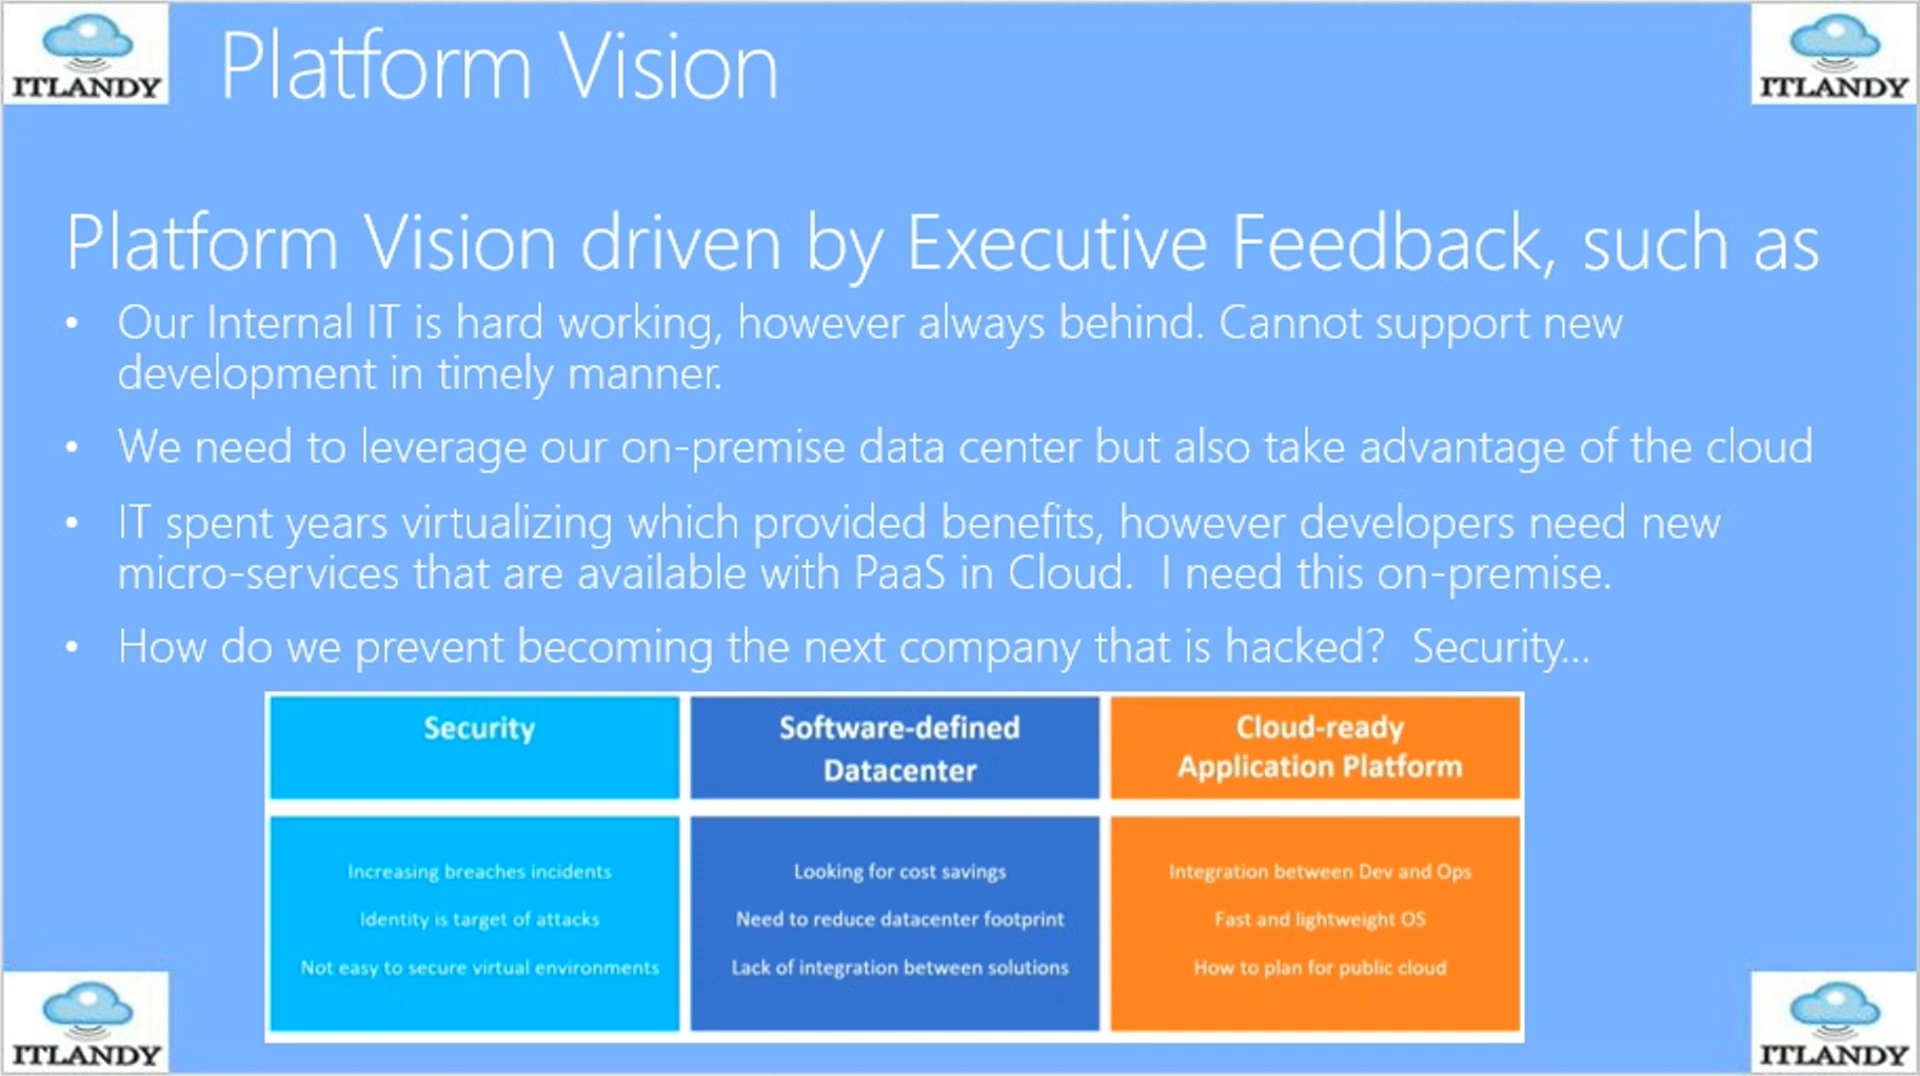 ITLANDY
Platform Vision
ITLANDY
Platform Vision driven by Executive Feedback, such as
• Our Internal IT is hard working, however always behind. Cannot support new
development in timely manner.
• We need to leverage our on-premise data center but also take advantage of the cloud
• IT spent years virtualizing which provided benefits, however developers need new
micro-services that are available with PaaS in Cloud.  I need this on-premise.
• How do we prevent becoming the next company that is hacked?  Security...
Security
Software-defined
Datacenter
Cloud-ready
Application Platform
Increasing breaches incidents
Identity is target of attacks
Not easy to secure virtual environments
Looking for cost savings
Need to reduce datacenter footprint
Lack of integration between solutions
Integration between Dev and Ops
Fast and lightweight OS
How to plan for public cloud
ITLANDY
ITLANDY